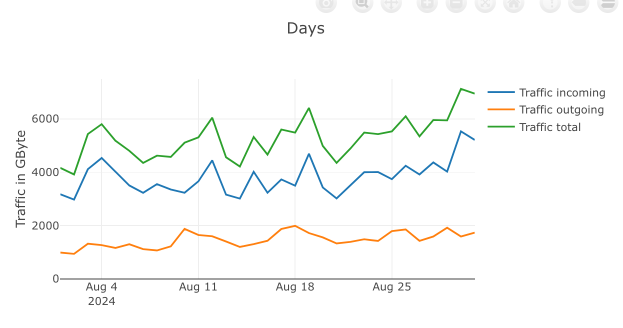 Days
Traffic in GByte
6000
4000
2000
0
Aug 4
2024
Aug 11
Aug 18
Aug 25
Traffic incoming
Traffic outgoing
Traffic total